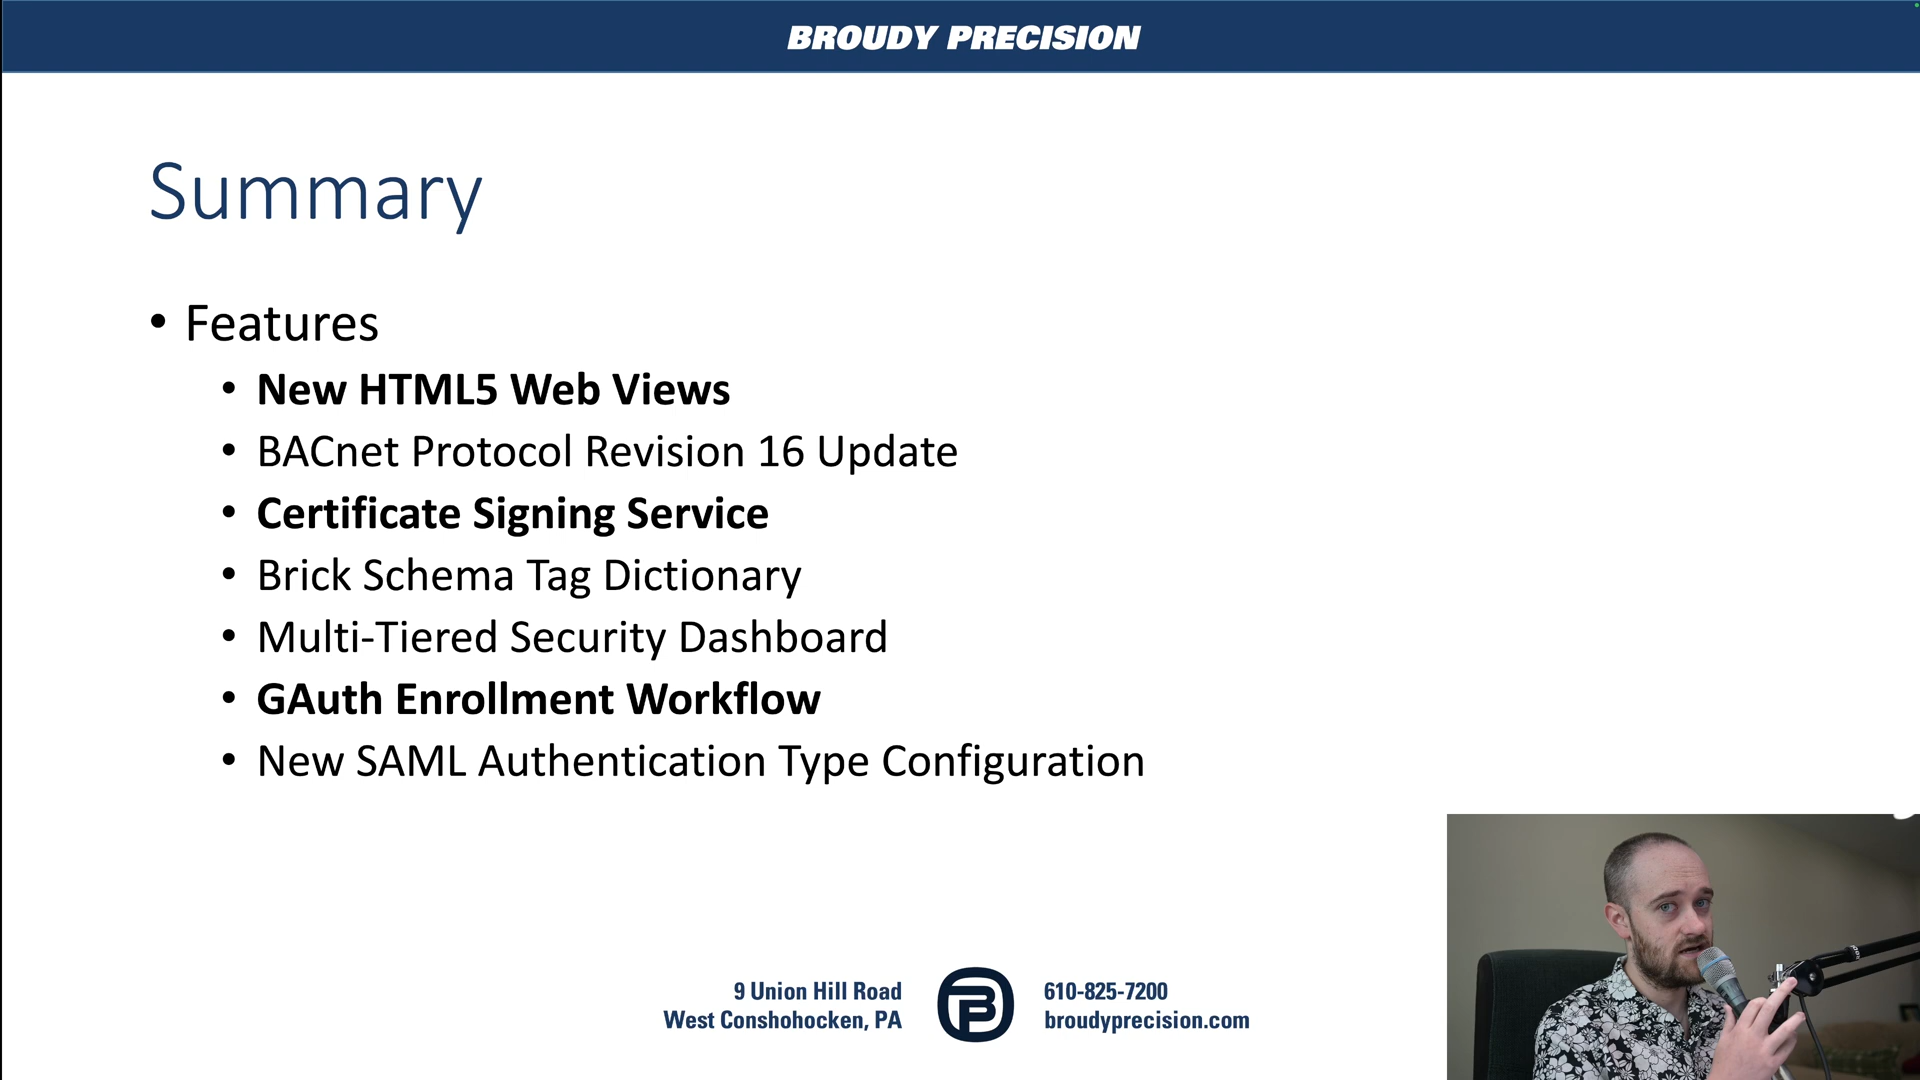 BROUDY PRECISION
Summary
• Features
• New HTML5 Web Views
• BACnet Protocol Revision 16 Update
• Certificate Signing Service
• Brick Schema Tag Dictionary
• Multi-Tiered Security Dashboard
• GAuth Enrollment Workflow
• New SAML Authentication Type Configuration
9 Union Hill Road
West Conshohocken, PA
610-825-7200
broudyprecision.com